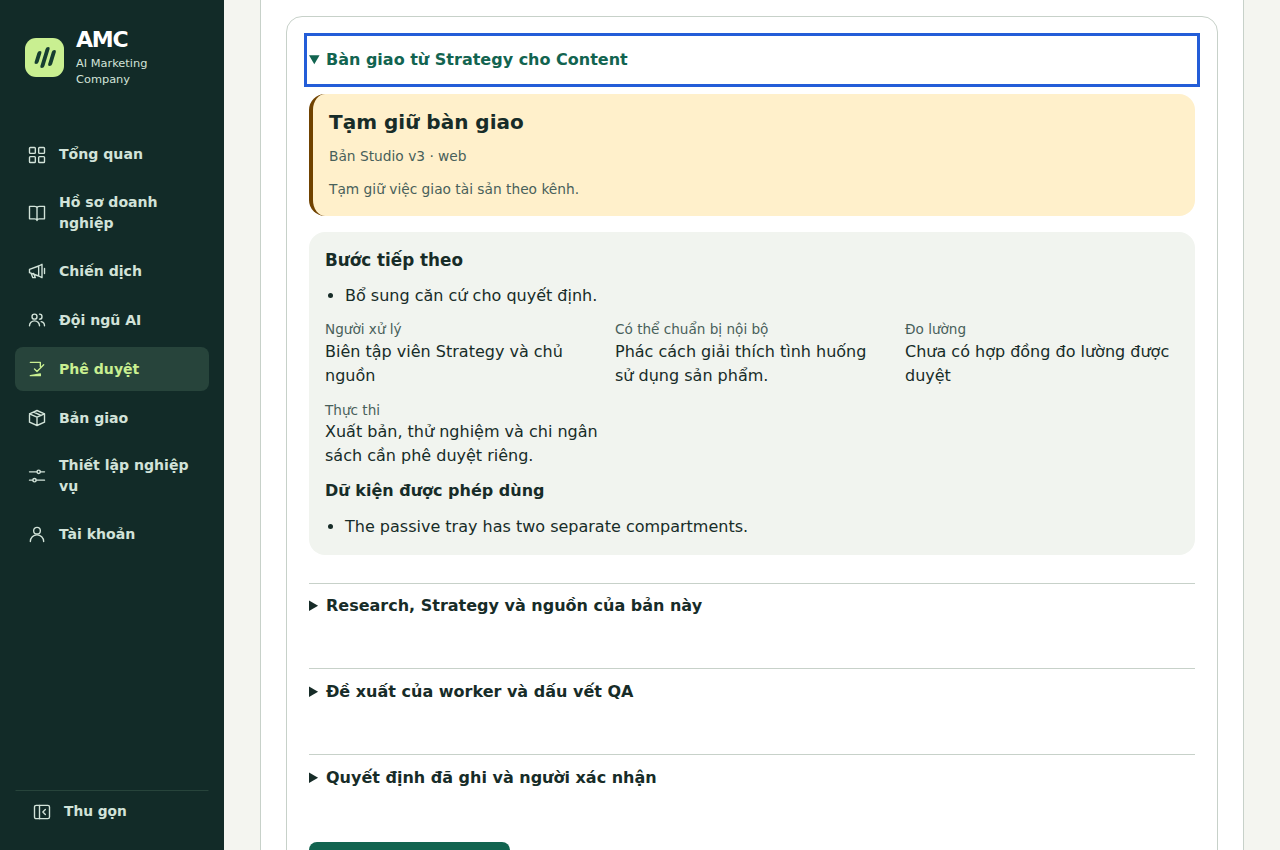 AMC
AI Marketing
Company
Tổng quan
Hồ sơ doanh
nghiệp
Chiến dịch
Đội ngũ AI
Phê duyệt
Bàn giao
Thiết lập nghiệp
vụ
Tài khoản
Thu gọn
Bàn giao từ Strategy cho Content
Tạm giữ bàn giao
Bản Studio v3 · web
Tạm giữ việc giao tài sản theo kênh.
Bước tiếp theo
Bổ sung căn cứ cho quyết định.
Người xử lý
Biên tập viên Strategy và chủ
nguồn
Có thể chuẩn bị nội bộ
Phác cách giải thích tình huống
sử dụng sản phẩm.
Đo lường
Chưa có hợp đồng đo lường được
duyệt
Thực thi
Xuất bản, thử nghiệm và chi ngân
sách cần phê duyệt riêng.
Dữ kiện được phép dùng
The passive tray has two separate compartments.
Research, Strategy và nguồn của bản này
Đề xuất của worker và dấu vết QA
Quyết định đã ghi và người xác nhận